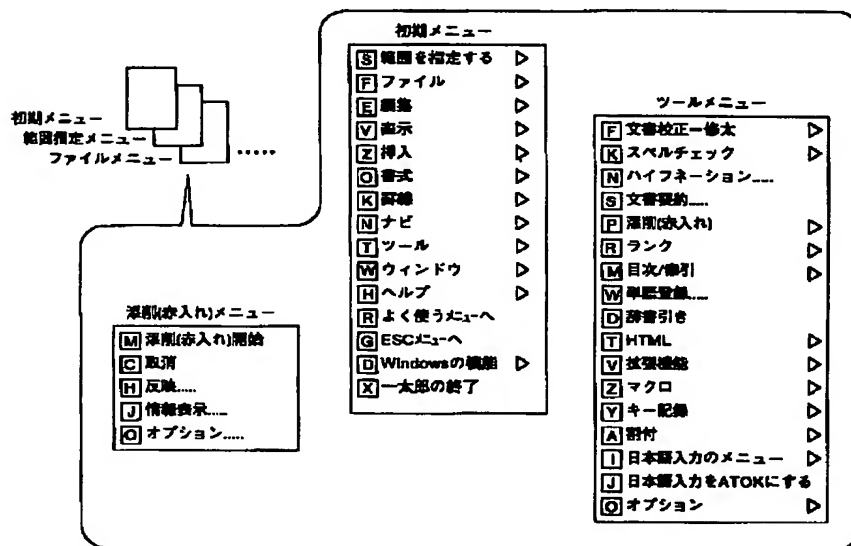 初期メニュー
範囲指定メニュー
ファイルメニュー
.....
初期メニュー
S 範囲を指定する ▷
F ファイル ▷
E 編集 ▷
V 表示 ▷
Z 挿入 ▷
O 書式 ▷
K 罫線 ▷
N ナビ ▷
T ツール ▷
W ウィンドウ ▷
H ヘルプ ▷
R よく使うメニューへ
G ESCメニューへ
D Windowsの機能 ▷
X 一太郎の終了
ツールメニュー
F 文書校正ー修太 ▷
K スペルチェック ▷
N ハイフネーション.....
S 文書要約.....
P 添削(赤入れ) ▷
R ランク ▷
M 目次/索引 ▷
W 単語登録.....
D 辞書引き
T HTML ▷
V 拡張機能 ▷
Z マクロ ▷
Y キー記録 ▷
A 割付 ▷
I 日本語入力のメニュー ▷
J 日本語入力をATOKにする
O オプション ▷
添削(赤入れ)メニュー
M 添削(赤入れ)開始
C 取消
H 反映.....
J 情報表示.....
O オプション.....